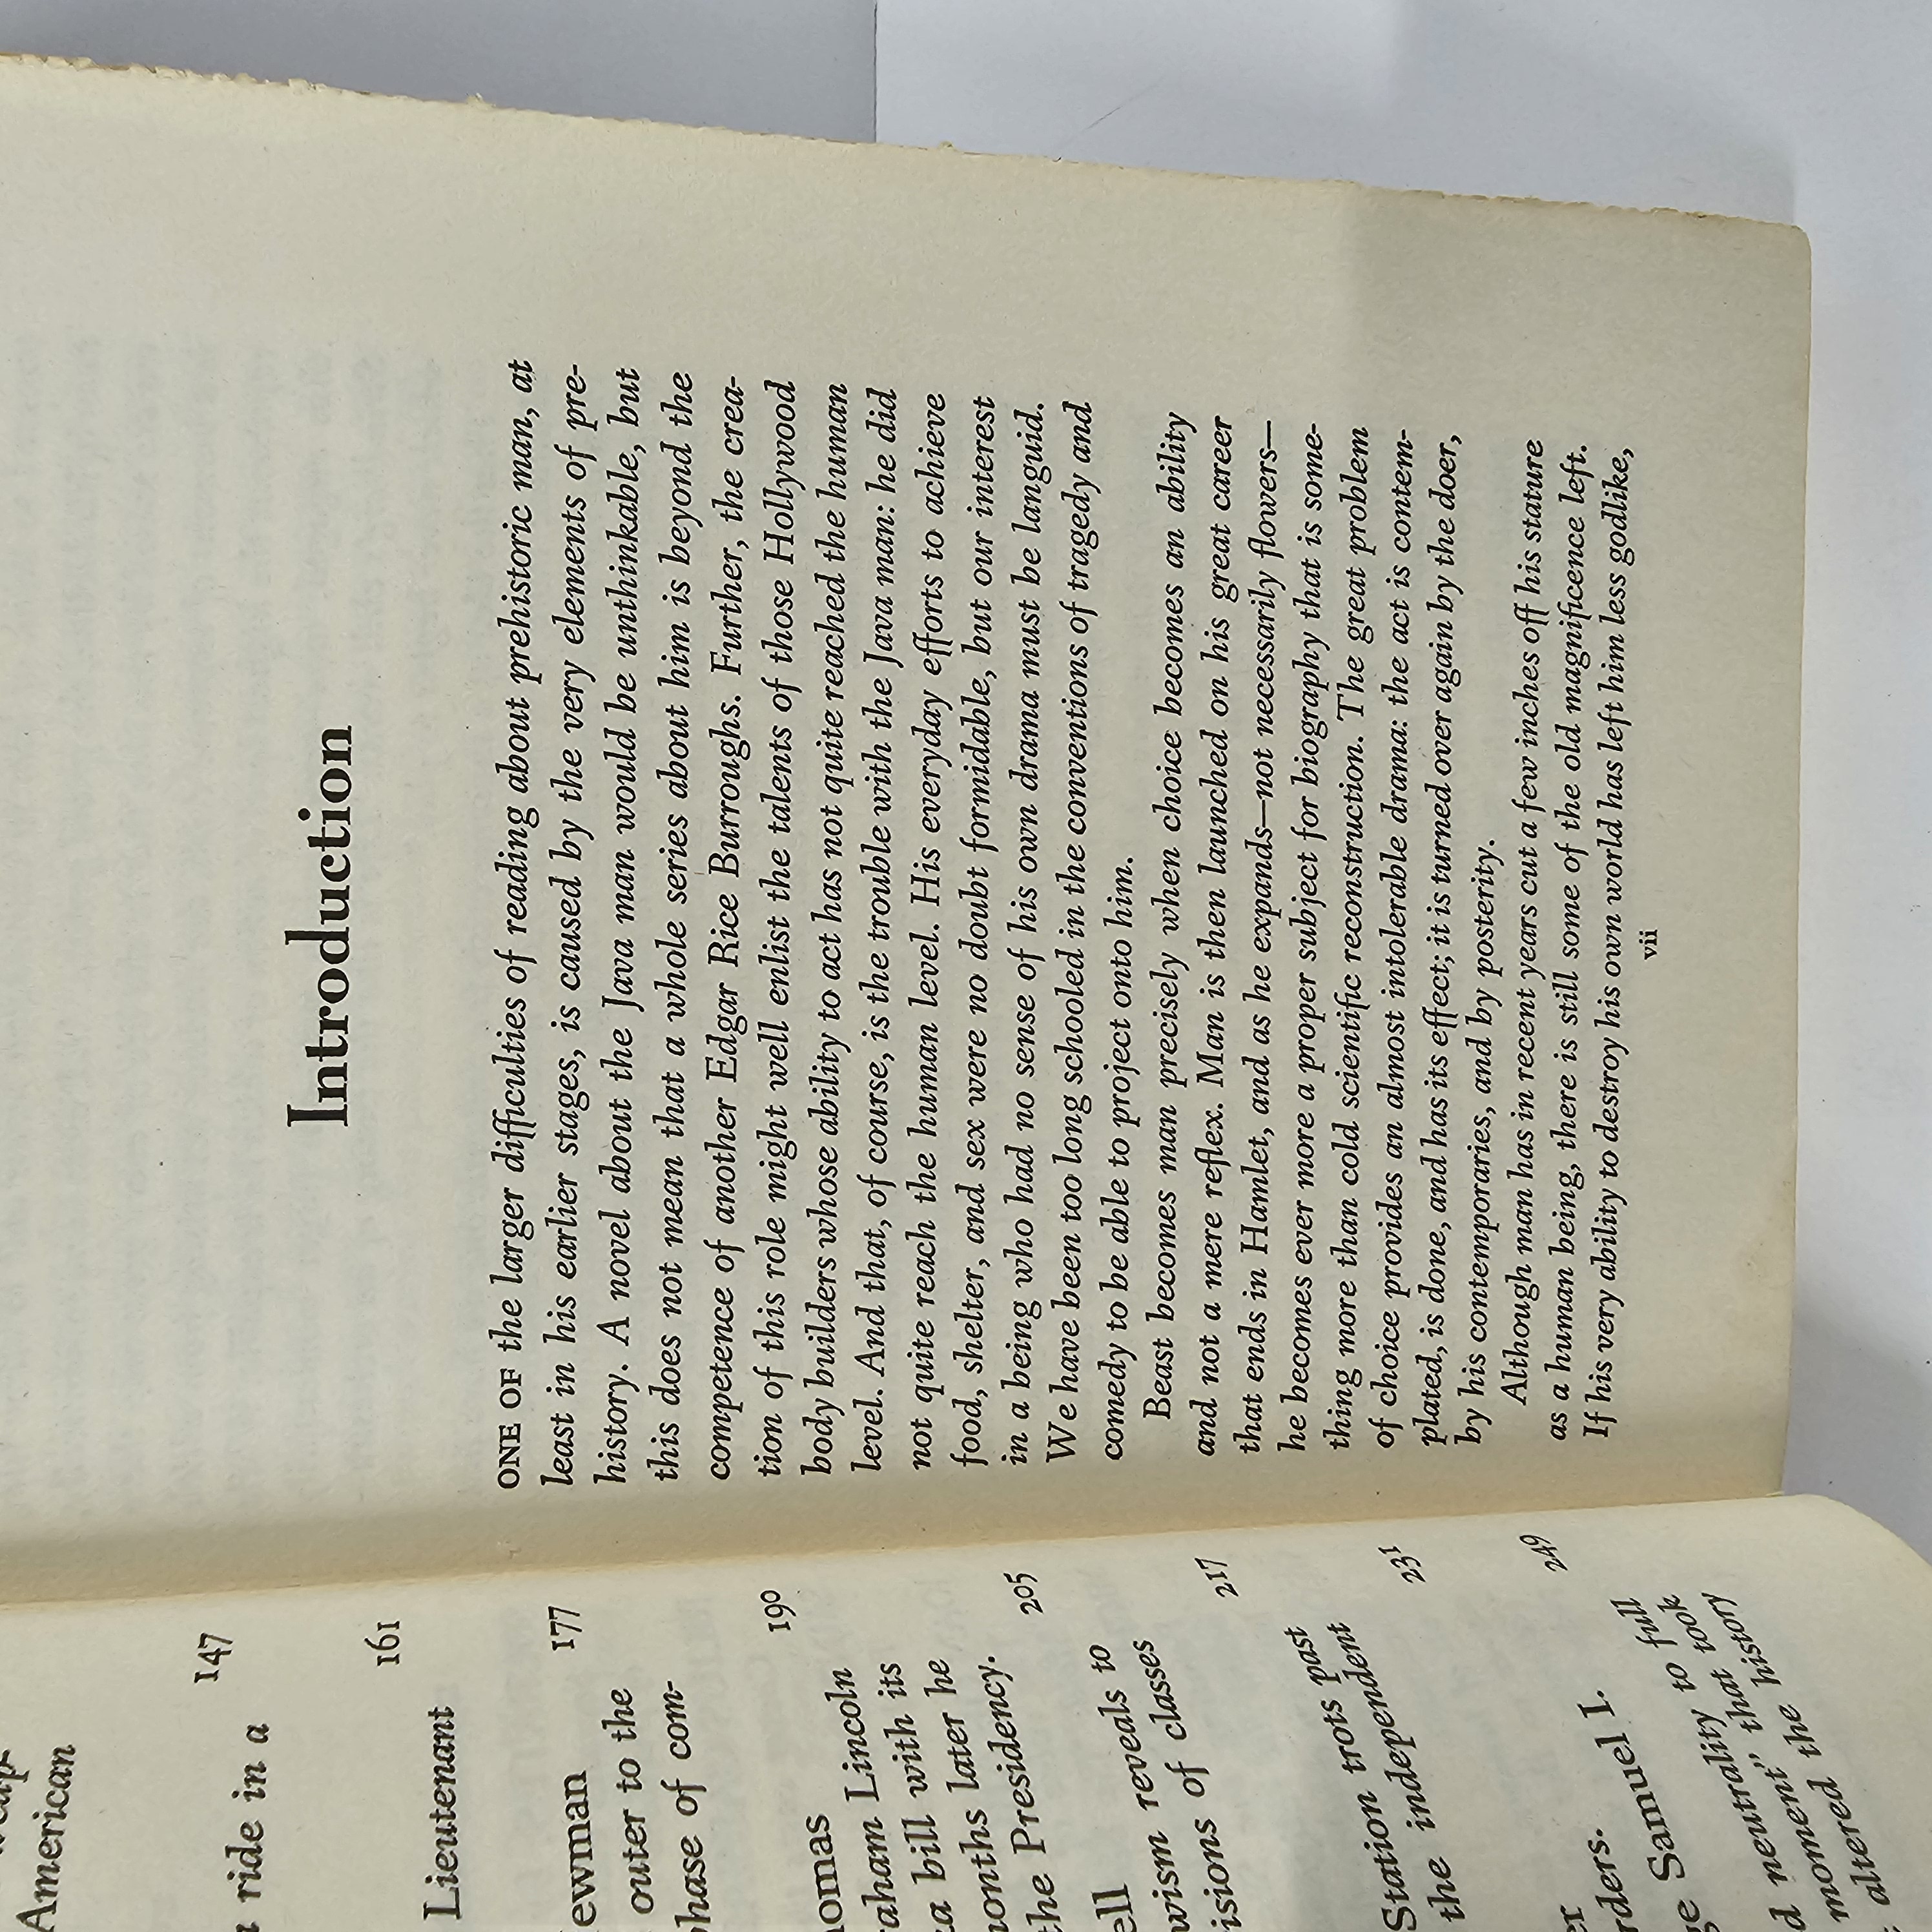 American
147
ride in a
161
Lieutenant
177
outer to the
of com-
190
Lincoln
bill with its
months later he
the Presidency.
205
reveals to
of classes
217
Station trots past
the independent
231
249
Samuel I.
neutrality to full
moment" that took
altered the history
Introduction
ONE OF the larger difficulties of reading about prehistoric man, at
least in his earlier stages, is caused by the very elements of pre-
history. A novel about the Java man would be unthinkable, but
this does not mean that a whole series about him is beyond the
competence of another Edgar Rice Burroughs. Further, the crea-
tion of this role might well enlist the talents of those Hollywood
body builders whose ability to act has not quite reached the human
level. And that, of course, is the trouble with the Java man: he did
not quite reach the human level. His everyday efforts to achieve
food, shelter, and sex were no doubt formidable, but our interest
in a being who had no sense of his own drama must be languid.
We have been too long schooled in the conventions of tragedy and
comedy to be able to project onto him.
Beast becomes man precisely when choice becomes an ability
and not a mere reflex. Man is then launched on his great career
that ends in Hamlet, and as he expands—not necessarily flowers—
he becomes ever more a proper subject for biography that is some-
thing more than cold scientific reconstruction. The great problem
of choice provides an almost intolerable drama: the act is contem-
plated, is done, and has its effect; it is turned over again by the doer,
by his contemporaries, and by posterity.
Although man has in recent years cut a few inches off his stature
as a human being, there is still some of the old magnificence left.
If his very ability to destroy his own world has left him less godlike,
vii